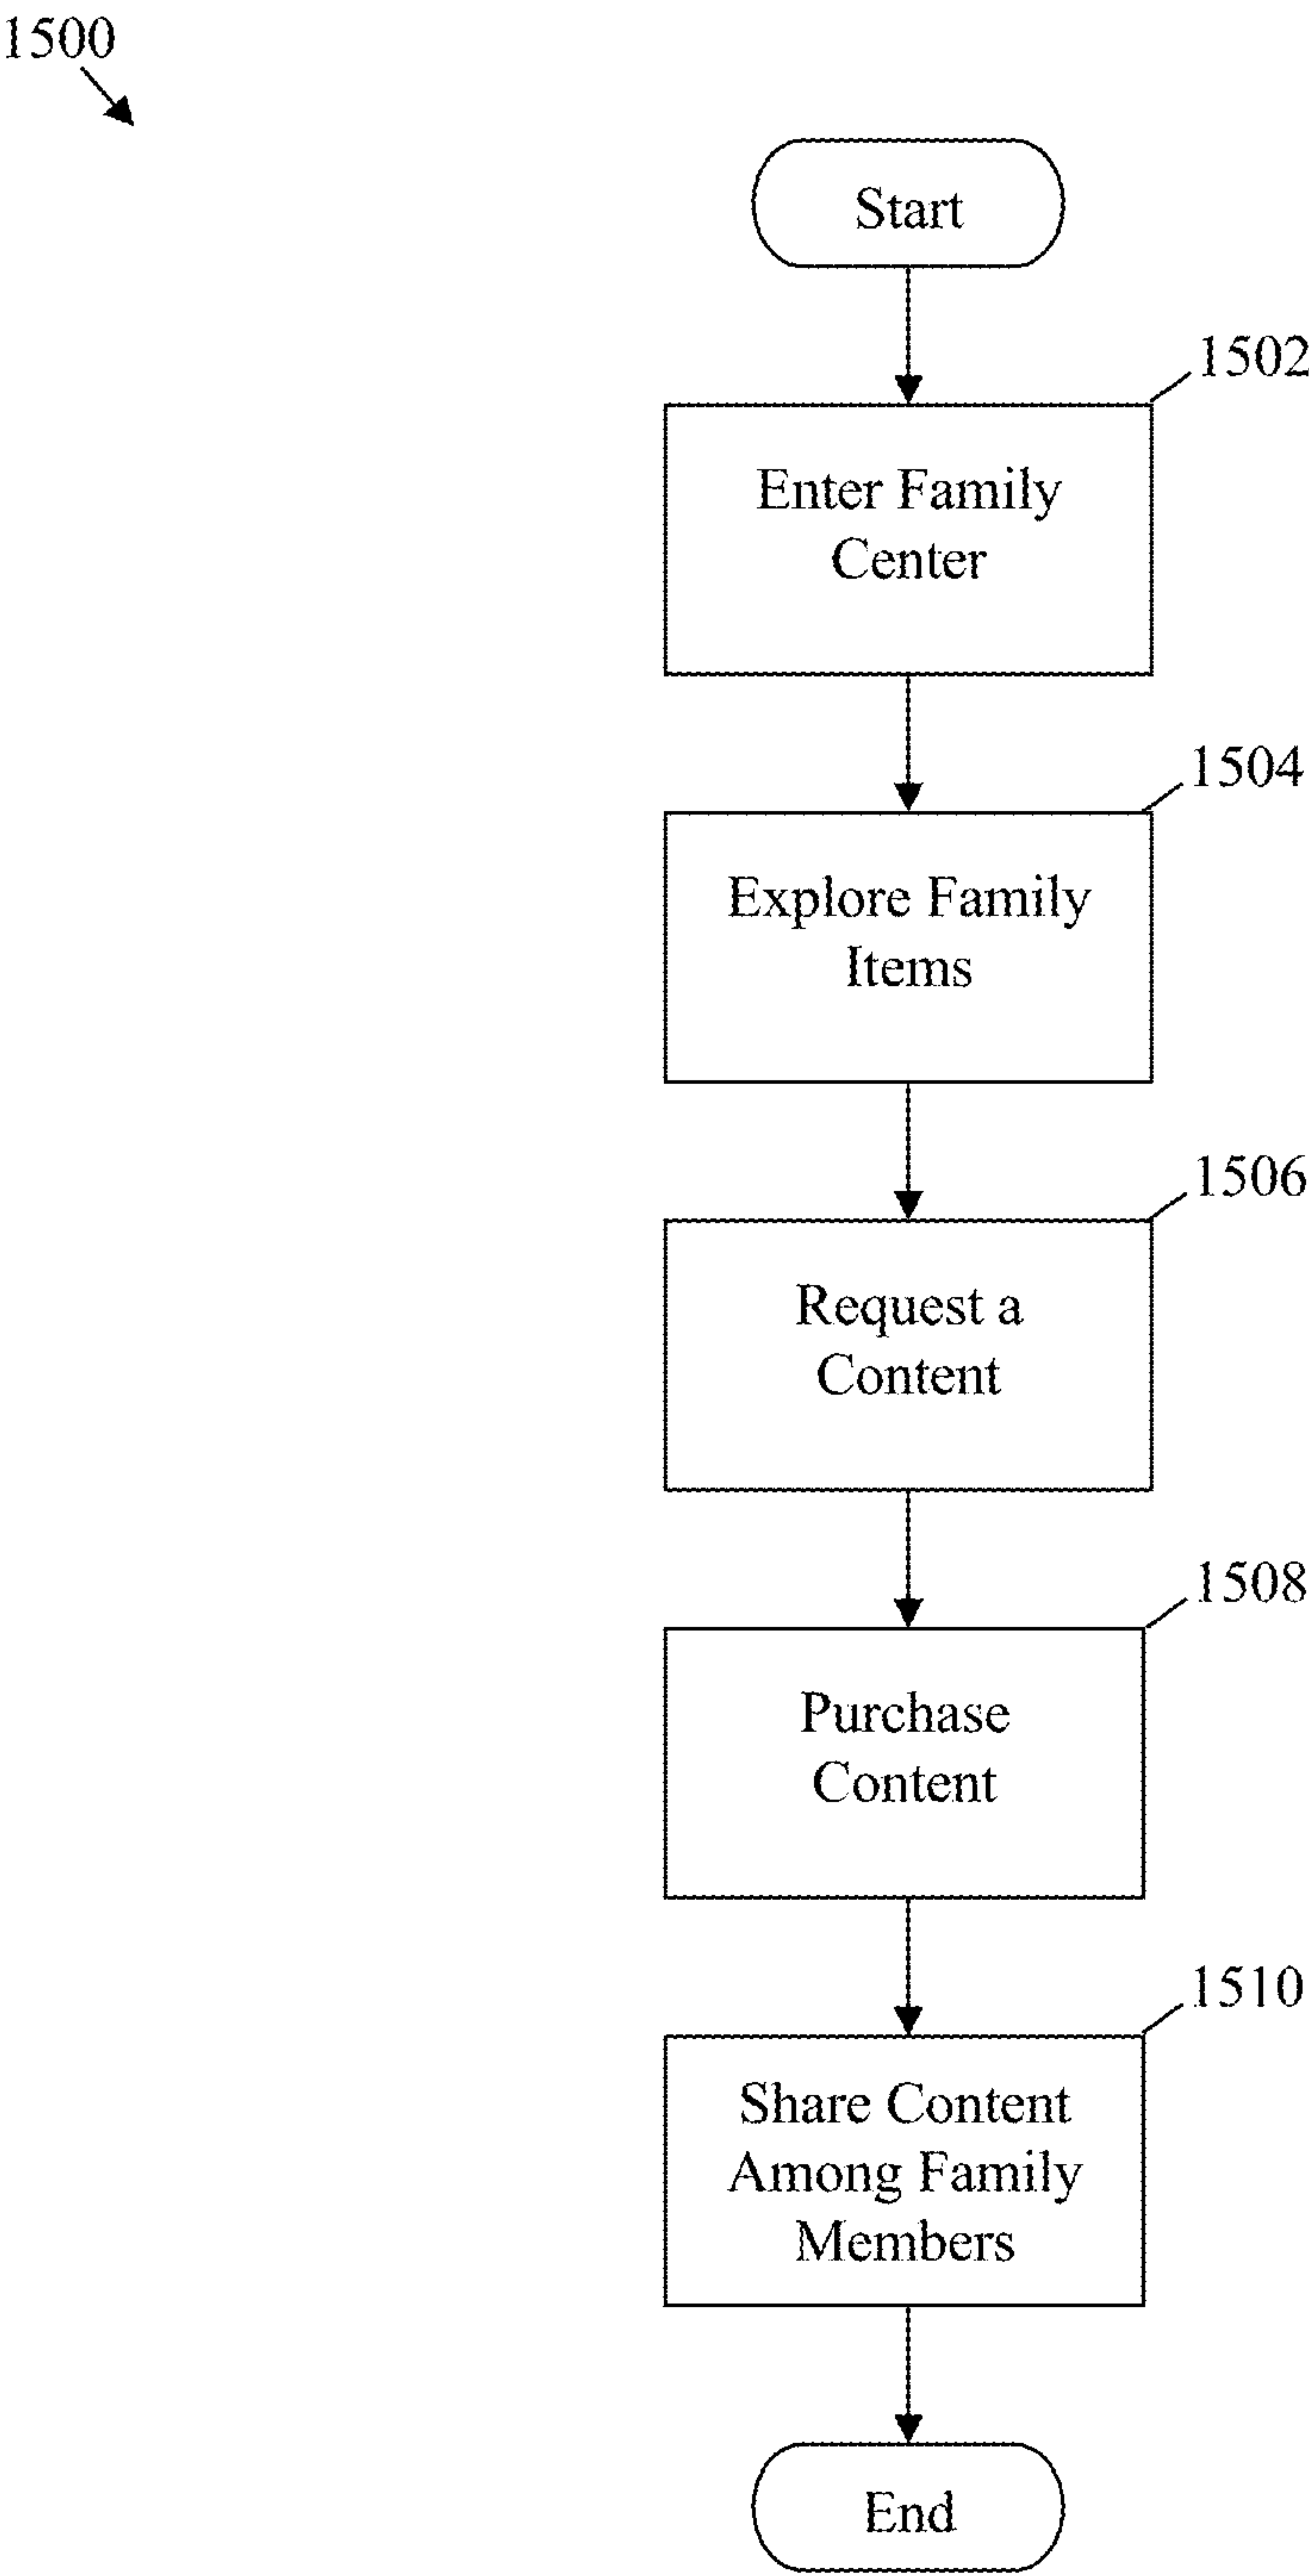 1500
Start
1502
Enter Family
Center
1504
Explore Family
Items
1506
Request a
Content
1508
Purchase
Content
1510
Share Content
Among Family
Members
End